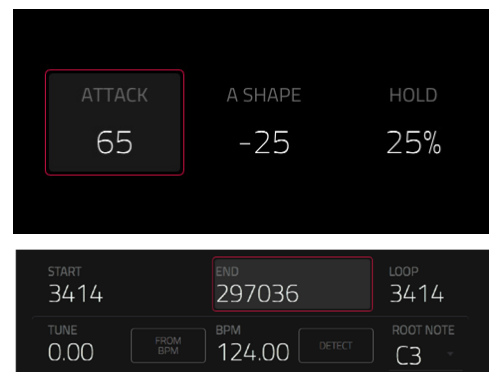 ATTACK A SHAPE HOLD
65 -25 25%
START END LOOP
3414 297036 3414
TUNE FROM BPM BPM DETECT ROOT NOTE
0.00 124.00 C3